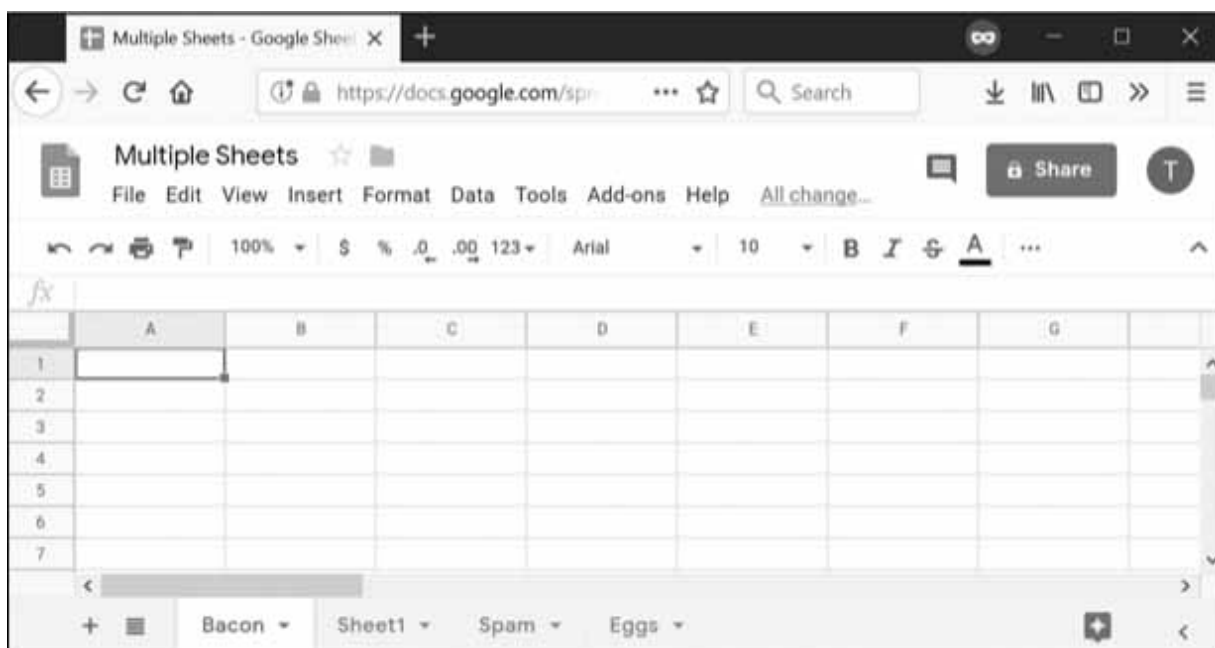 Multiple Sheets - Google Shee
https://docs.google.com/spr
Search
Multiple Sheets
Share
T
File Edit View Insert Format Data Tools Add-ons Help All change...
100% $ % .0 .00 123 Arial 10 B I S A ...
fx
A B C D E F G
1
2
3
4
5
6
7
+ Bacon Sheet1 Spam Eggs